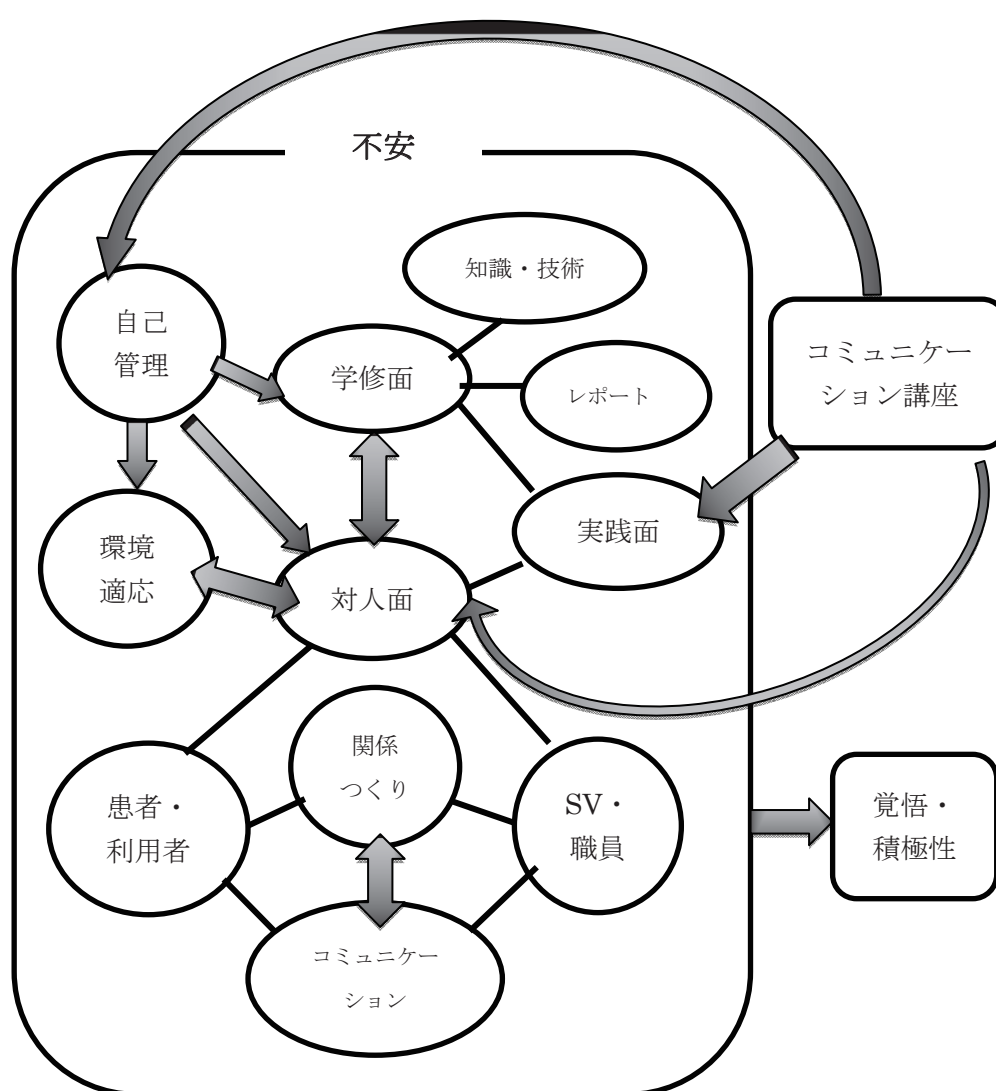 不安
知識・技術
自己
管理
学修面
レポート
コミュニケー
ション講座
実践面
環境
適応
対人面
関係
つくり
患者・
利用者
SV・
職員
覚悟・
積極性
コミュニケー
ション